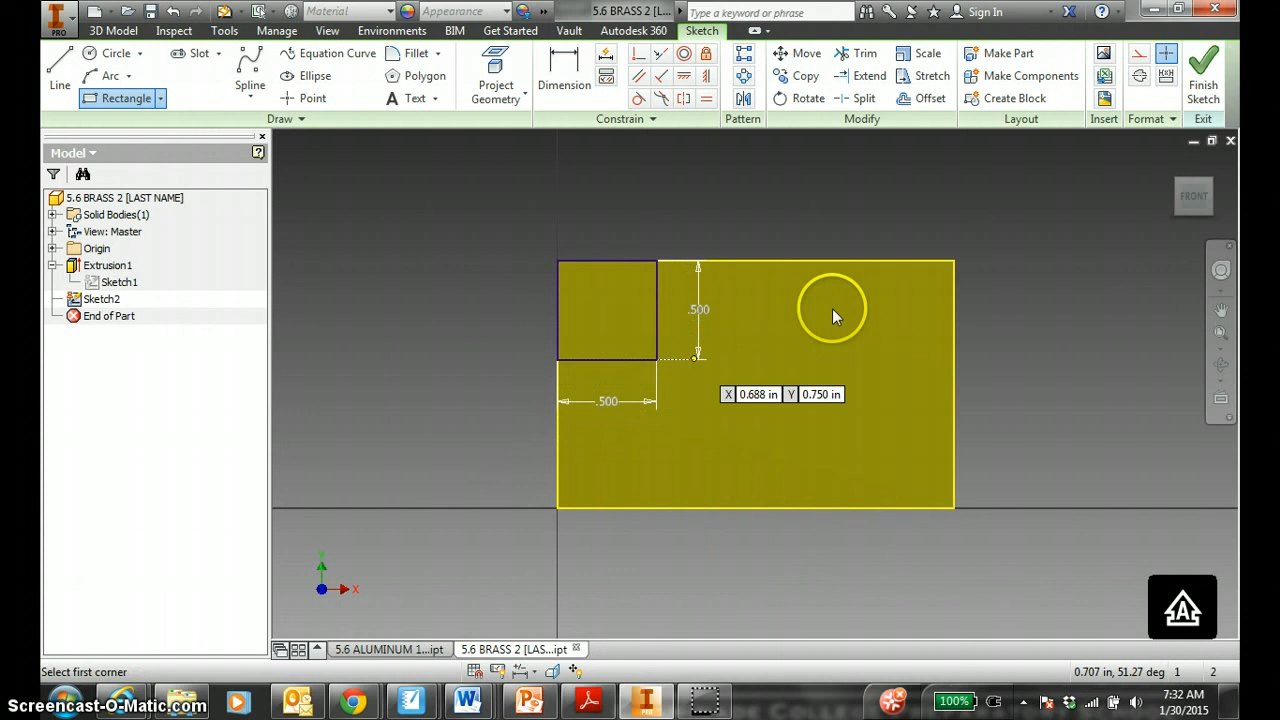 Material
Appearance
5.6 BRASS 2 [L...
Type a keyword or phrase
Sign In
PRO
3D Model
Inspect
Tools
Manage
View
Environments
BIM
Get Started
Vault
Autodesk 360
Sketch
Line
Circle
Arc
Rectangle
Slot
Spline
Equation Curve
Ellipse
Point
Fillet
Polygon
Text
Project
Geometry
Dimension
Move
Copy
Rotate
Trim
Extend
Split
Scale
Stretch
Offset
Make Part
Make Components
Create Block
Finish
Sketch
Draw
Constrain
Pattern
Modify
Layout
Insert
Format
Exit
Model
5.6 BRASS 2 [LAST NAME]
Solid Bodies(1)
View: Master
Origin
Extrusion1
Sketch1
Sketch2
End of Part
FRONT
.500
X 0.688 in Y 0.750 in
.500
Y
X
A
5.6 ALUMINUM 1...ipt
5.6 BRASS 2 [LAS...ipt
Select first corner
0.707 in, 51.27 deg 1 2
100%
7:32 AM
1/30/2015
Screencast-O-Matic.com